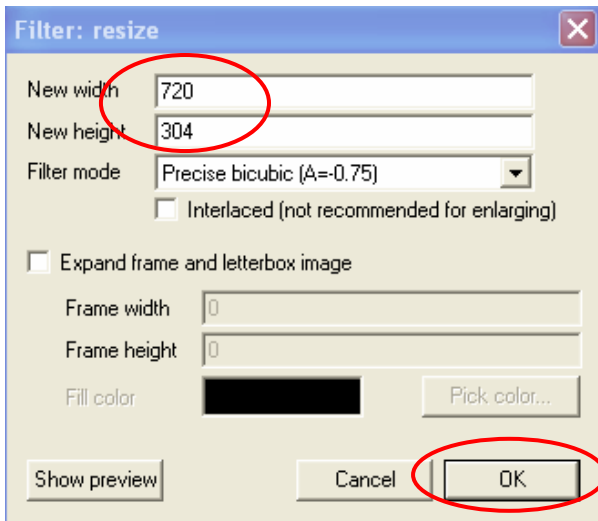 Filter: resize
New width 720
New height 304
Filter mode Precise bicubic (A=-0.75)
Interlaced (not recommended for enlarging)
Expand frame and letterbox image
Frame width 0
Frame height 0
Fill color Pick color...
Show preview Cancel OK